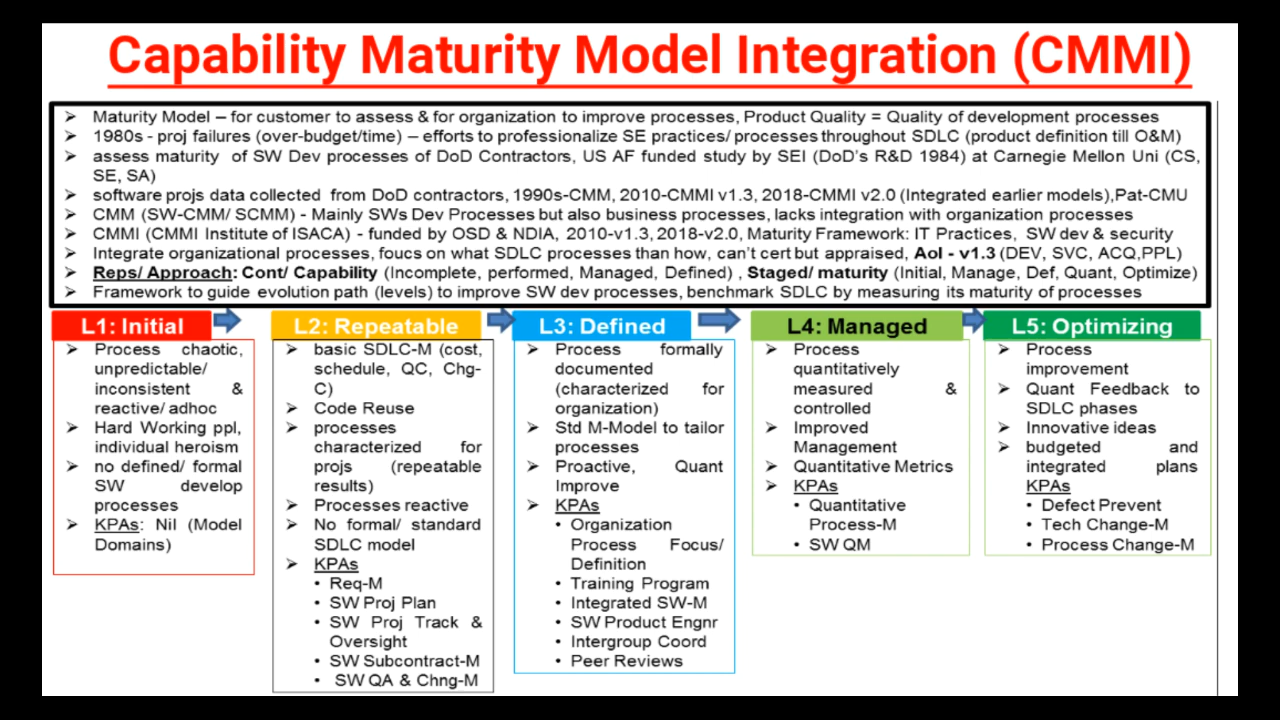 Capability Maturity Model Integration (CMMI)
➢ Maturity Model – for customer to assess & for organization to improve processes, Product Quality = Quality of development processes
➢ 1980s - proj failures (over-budget/time) – efforts to professionalize SE practices/ processes throughout SDLC (product definition till O&M)
➢ assess maturity of SW Dev processes of DoD Contractors, US AF funded study by SEI (DoD's R&D 1984) at Carnegie Mellon Uni (CS,
SE, SA)
➢ software projs data collected from DoD contractors, 1990s-CMM, 2010-CMMI v1.3, 2018-CMMI v2.0 (Integrated earlier models),Pat-CMU
➢ CMM (SW-CMM/ SCMM) - Mainly SWs Dev Processes but also business processes, lacks integration with organization processes
➢ CMMI (CMMI Institute of ISACA) - funded by OSD & NDIA, 2010-v1.3, 2018-v2.0, Maturity Framework: IT Practices, SW dev & security
➢ Integrate organizational processes, foucs on what SDLC processes than how, can't cert but appraised, AoI - v1.3 (DEV, SVC, ACQ,PPL)
➢ Reps/ Approach: Cont/ Capability (Incomplete, performed, Managed, Defined) , Staged/ maturity (Initial, Manage, Def, Quant, Optimize)
➢ Framework to guide evolution path (levels) to improve SW dev processes, benchmark SDLC by measuring its maturity of processes
L1: Initial
➢ Process chaotic,
unpredictable/
inconsistent &
reactive/ adhoc
➢ Hard Working ppl,
individual heroism
➢ no defined/ formal
SW develop
processes
➢ KPAs: Nil (Model
Domains)
L2: Repeatable
➢ basic SDLC-M (cost,
schedule, QC, Chg-
C)
➢ Code Reuse
➢ processes
characterized for
projs (repeatable
results)
➢ Processes reactive
➢ No formal/ standard
SDLC model
➢ KPAs
• Req-M
• SW Proj Plan
• SW Proj Track &
Oversight
• SW Subcontract-M
• SW QA & Chng-M
L3: Defined
➢ Process formally
documented
(characterized for
organization)
➢ Std M-Model to tailor
processes
➢ Proactive, Quant
Improve
➢ KPAs
• Organization
Process Focus/
Definition
• Training Program
• Integrated SW-M
• SW Product Engnr
• Intergroup Coord
• Peer Reviews
L4: Managed
➢ Process
quantitatively
measured &
controlled
➢ Improved
Management
➢ Quantitative Metrics
➢ KPAs
• Quantitative
Process-M
• SW QM
L5: Optimizing
➢ Process
improvement
➢ Quant Feedback to
SDLC phases
➢ Innovative ideas
➢ budgeted and
integrated plans
KPAs
• Defect Prevent
• Tech Change-M
• Process Change-M